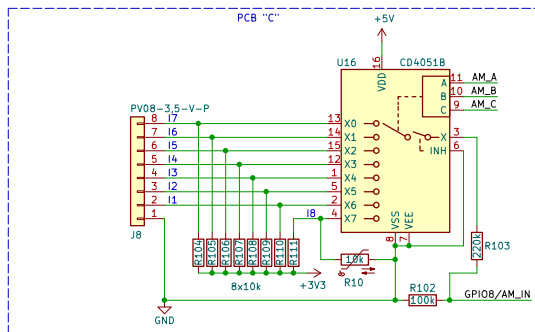 PCB "C"
+5V
U16
CD4051B
16
VDD
A 11 AM_A
B 10 AM_B
C 9 AM_C
PV08-3,5-V-P
8 I7 13 X0
7 I6 14 X1 X 3
6 I5 15 X2 INH 6
5 I4 12 X3
4 I3 1 X4
3 I2 5 X5
2 I1 2 X6
1 I8 4 X7
J8
VSS
VEE
8
7
R104
R105
R106
R107
R108
R109
R110
R111
10k
R10
220k
R103
8x10k
+3V3
R102
100k
GPIO8/AM_IN
GND